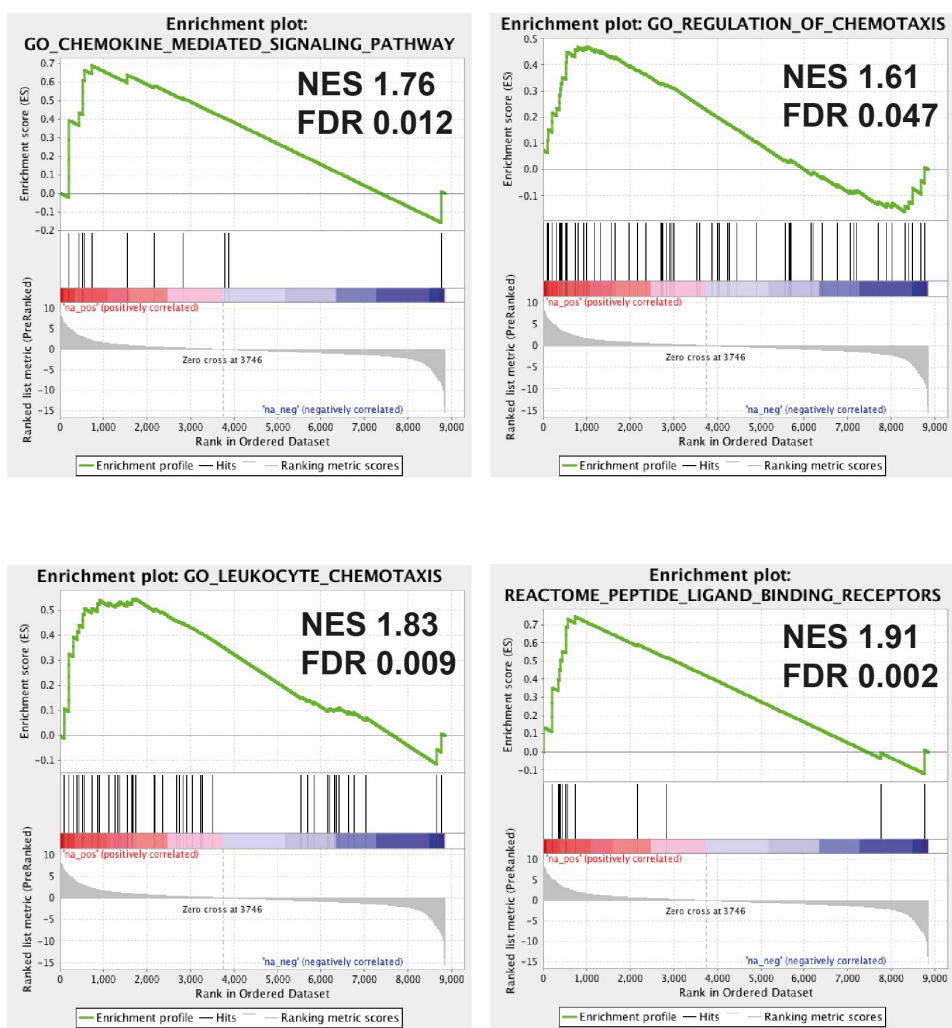 Enrichment plot:
GO_CHEMOKINE_MEDIATED_SIGNALING_PATHWAY
NES 1.76
FDR 0.012
Enrichment score (ES)
0.7
0.6
0.5
0.4
0.3
0.2
0.1
0.0
-0.1
-0.2
Ranked list metric (PreRanked)
10
5
0
-5
-10
-15
'na_pos' (positively correlated)
Zero cross at 3746
'na_neg' (negatively correlated)
0 1,000 2,000 3,000 4,000 5,000 6,000 7,000 8,000 9,000
Rank in Ordered Dataset
Enrichment profile Hits Ranking metric scores
Enrichment plot: GO_REGULATION_OF_CHEMOTAXIS
NES 1.61
FDR 0.047
Enrichment score (ES)
0.5
0.4
0.3
0.2
0.1
0.0
-0.1
Ranked list metric (PreRanked)
10
5
0
-5
-10
-15
'na_pos' (positively correlated)
Zero cross at 3746
'na_neg' (negatively correlated)
0 1,000 2,000 3,000 4,000 5,000 6,000 7,000 8,000 9,000
Rank in Ordered Dataset
Enrichment profile Hits Ranking metric scores
Enrichment plot: GO_LEUKOCYTE_CHEMOTAXIS
NES 1.83
FDR 0.009
Enrichment score (ES)
0.5
0.4
0.3
0.2
0.1
0.0
-0.1
Ranked list metric (PreRanked)
10
5
0
-5
-10
-15
'na_pos' (positively correlated)
Zero cross at 3746
'na_neg' (negatively correlated)
0 1,000 2,000 3,000 4,000 5,000 6,000 7,000 8,000 9,000
Rank in Ordered Dataset
Enrichment profile Hits Ranking metric scores
Enrichment plot:
REACTOME_PEPTIDE_LIGAND_BINDING_RECEPTORS
NES 1.91
FDR 0.002
Enrichment score (ES)
0.7
0.6
0.5
0.4
0.3
0.2
0.1
0.0
-0.1
Ranked list metric (PreRanked)
10
5
0
-5
-10
-15
'na_pos' (positively correlated)
Zero cross at 3746
'na_neg' (negatively correlated)
0 1,000 2,000 3,000 4,000 5,000 6,000 7,000 8,000 9,000
Rank in Ordered Dataset
Enrichment profile Hits Ranking metric scores